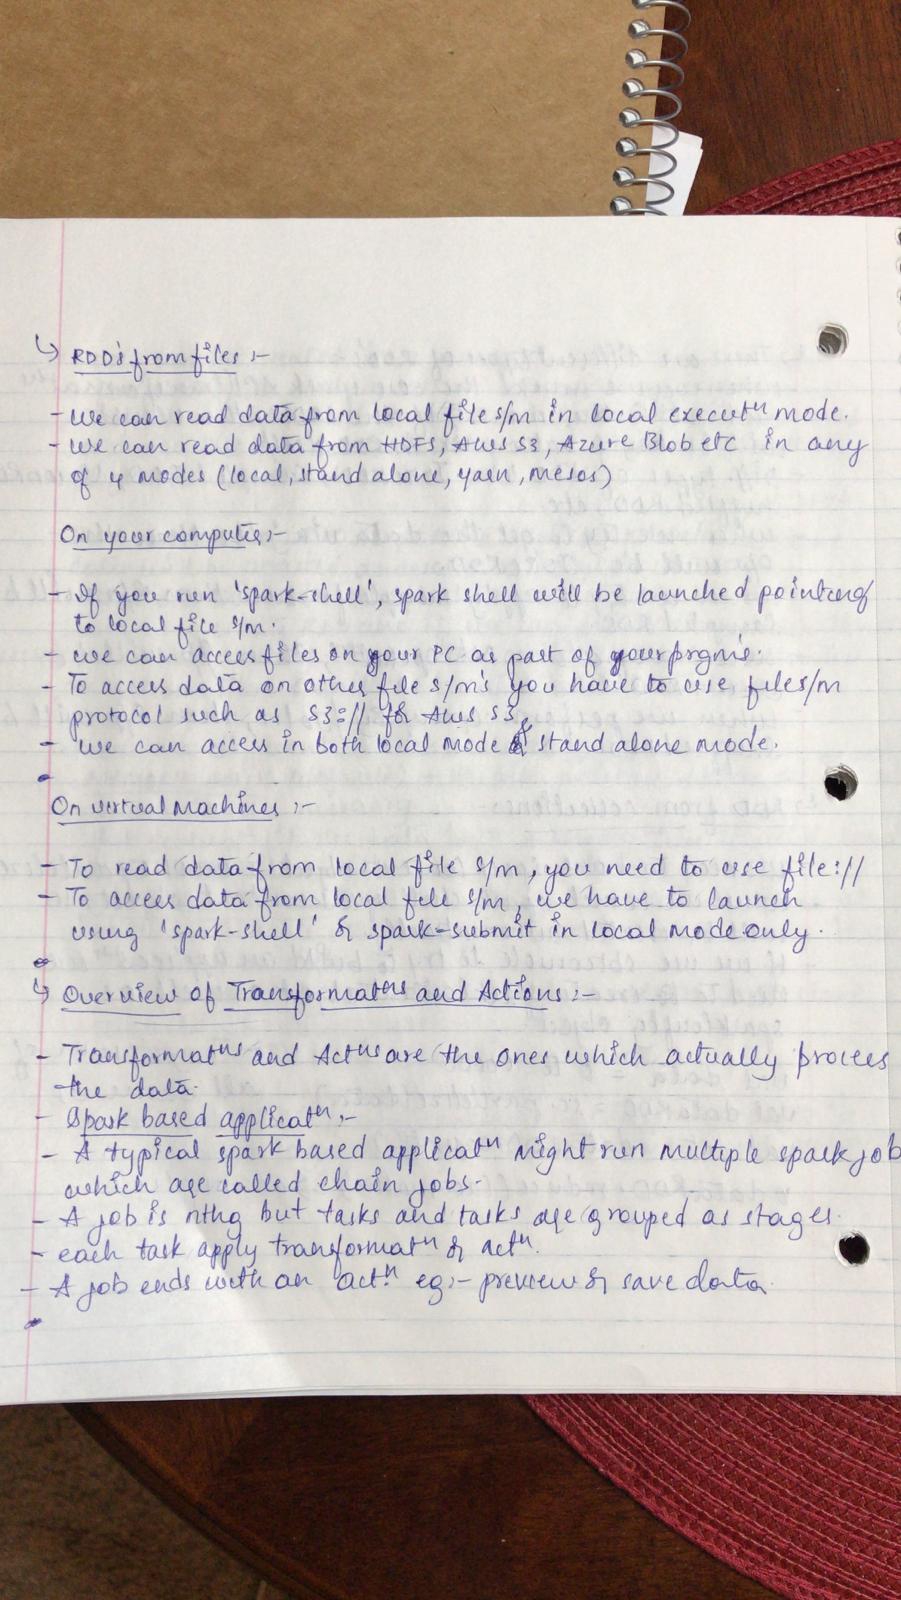 ↳ RDD's from files :-
- We can read data from local file s/m in local executⁿ mode.
- We can read data from HDFS, AWS S3, Azure Blob etc in any
of 4 modes (local, stand alone, yarn, mesos)
On your computer :-
- If you run 'spark-shell', spark shell will be launched pointing
to local file s/m.
- we can access files on your PC as part of your prgm's.
- To access data on other file s/m's you have to use file s/m
protocol such as S3:// for AWS S3,
- We can access in both local mode & stand alone mode.
On virtual Machines :-
- To read data from local file s/m, you need to use file://
- To access data from local file s/m, we have to launch
using 'spark-shell' & spark-submit in local mode only.
↳ Overview of Transformatⁿs and Actions :-
- Transformatⁿs and Actⁿs are the ones which actually process
the data.
- Spark based applicatⁿ :-
- A typical spark based applicatⁿ might run multiple spark job
which are called chain jobs.
- A job is nthg but tasks and tasks are grouped as stages.
- each task apply transformatⁿ & actⁿ.
- A job ends with an actⁿ eg :- preview & save data.